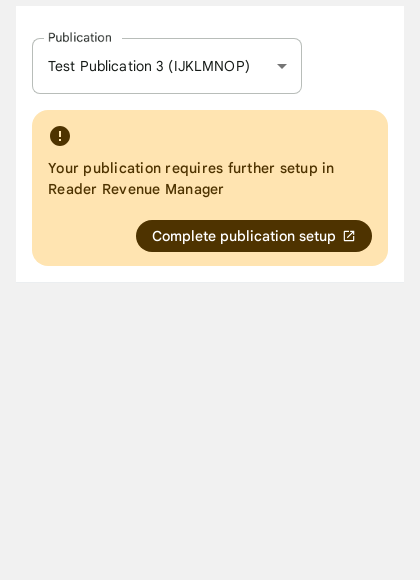 Publication
Test Publication 3 (IJKLMNOP)
Your publication requires further setup in
Reader Revenue Manager
Complete publication setup